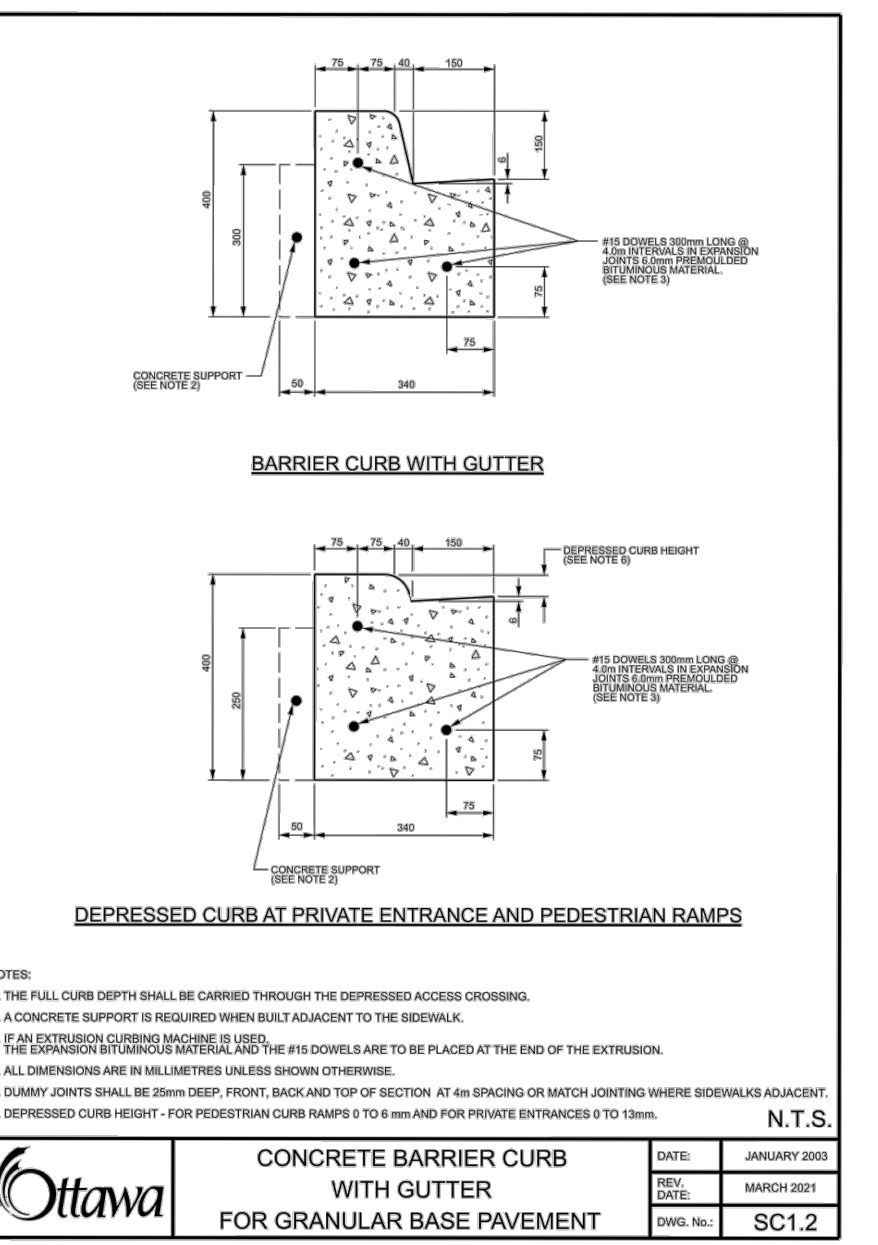 75 75 40 150
150
6
400
300
#15 DOWELS 300mm LONG @
4.0m INTERVALS IN EXPANSION
JOINTS 6.0mm PREMOULDED
BITUMINOUS MATERIAL.
(SEE NOTE 3)
75
75
CONCRETE SUPPORT
(SEE NOTE 2)
50
340
BARRIER CURB WITH GUTTER
75 75 40 150
DEPRESSED CURB HEIGHT
(SEE NOTE 6)
6
400
250
#15 DOWELS 300mm LONG @
4.0m INTERVALS IN EXPANSION
JOINTS 6.0mm PREMOULDED
BITUMINOUS MATERIAL.
(SEE NOTE 3)
75
75
50
340
CONCRETE SUPPORT
(SEE NOTE 2)
DEPRESSED CURB AT PRIVATE ENTRANCE AND PEDESTRIAN RAMPS
OTES:
. THE FULL CURB DEPTH SHALL BE CARRIED THROUGH THE DEPRESSED ACCESS CROSSING.
. A CONCRETE SUPPORT IS REQUIRED WHEN BUILT ADJACENT TO THE SIDEWALK.
. IF AN EXTRUSION CURBING MACHINE IS USED,
THE EXPANSION BITUMINOUS MATERIAL AND THE #15 DOWELS ARE TO BE PLACED AT THE END OF THE EXTRUSION.
. ALL DIMENSIONS ARE IN MILLIMETRES UNLESS SHOWN OTHERWISE.
. DUMMY JOINTS SHALL BE 25mm DEEP, FRONT, BACK AND TOP OF SECTION AT 4m SPACING OR MATCH JOINTING WHERE SIDEWALKS ADJACENT.
. DEPRESSED CURB HEIGHT - FOR PEDESTRIAN CURB RAMPS 0 TO 6 mm AND FOR PRIVATE ENTRANCES 0 TO 13mm.
N.T.S.
Ottawa
CONCRETE BARRIER CURB
WITH GUTTER
FOR GRANULAR BASE PAVEMENT
DATE: JANUARY 2003
REV.
DATE: MARCH 2021
DWG. No.: SC1.2